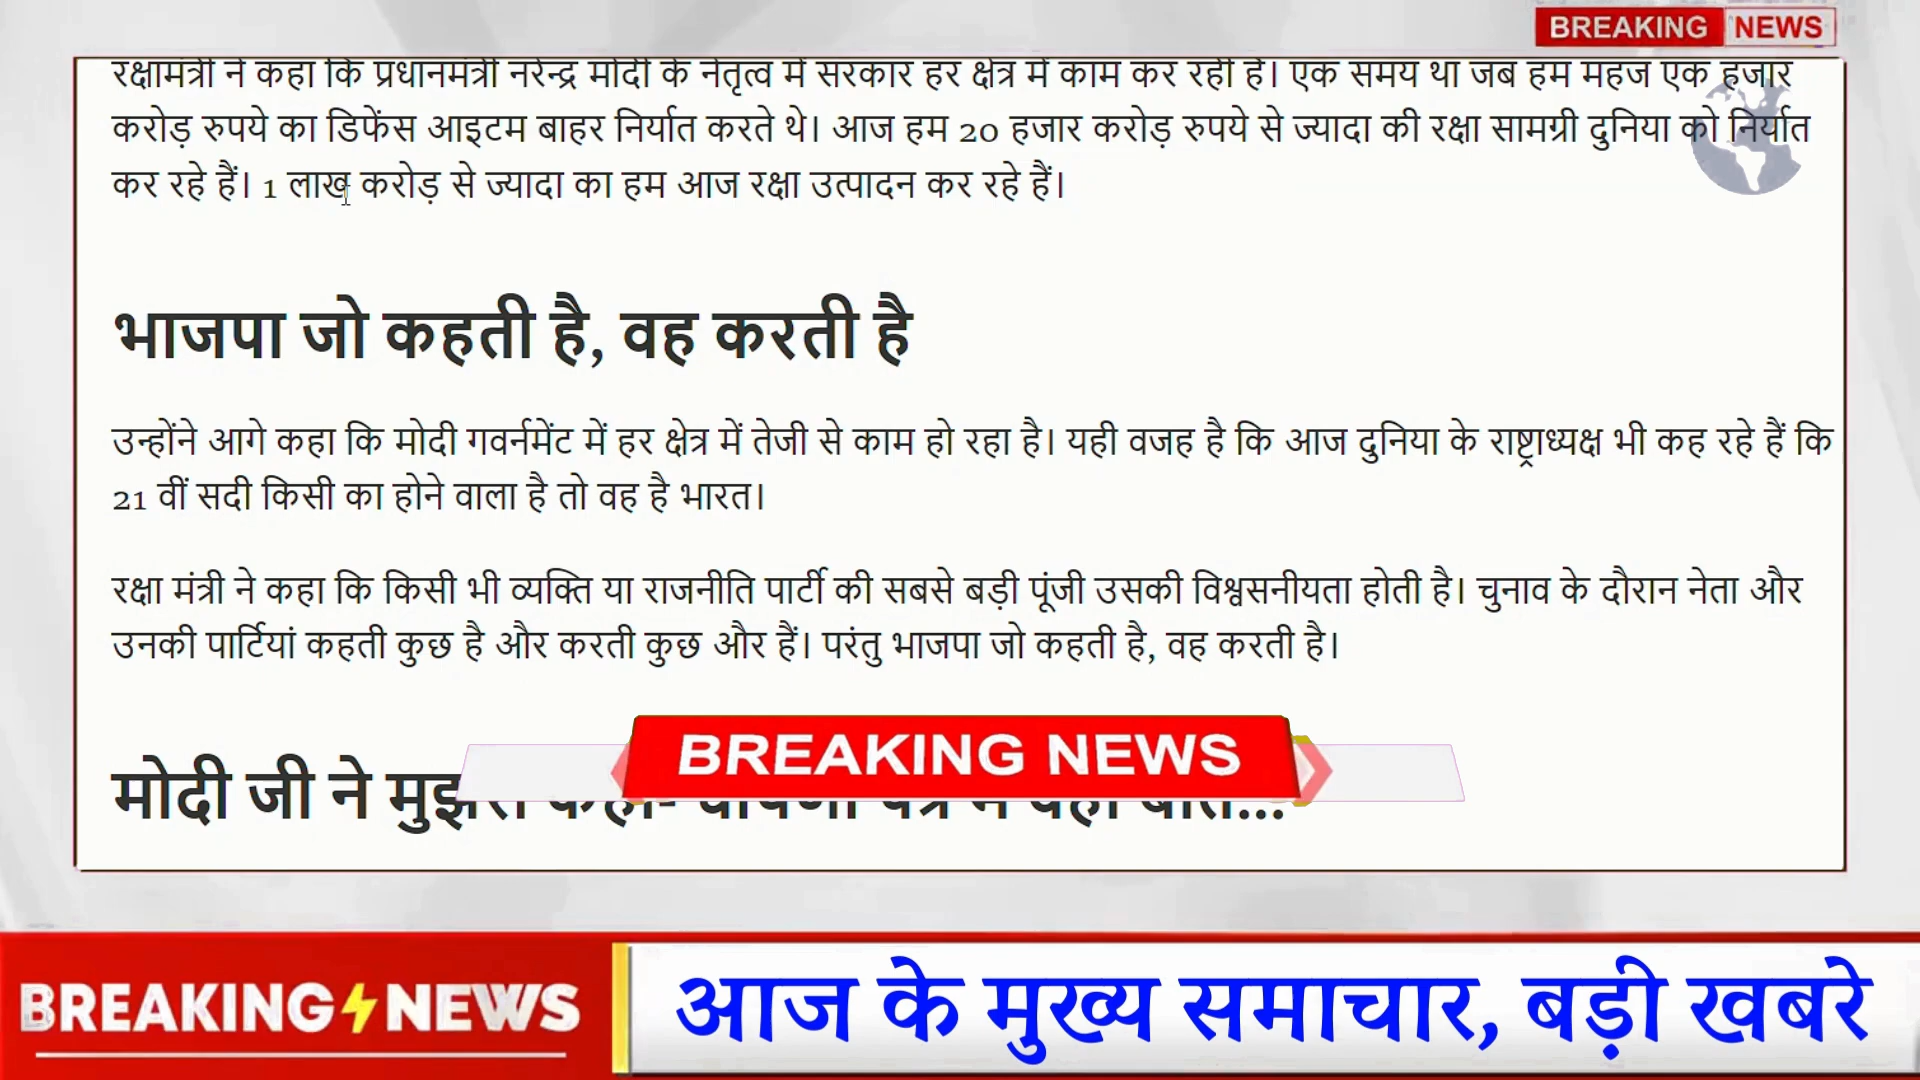 BREAKING NEWS
रक्षामंत्री ने कहा कि प्रधानमंत्री नरेन्द्र मोदी के नेतृत्व में सरकार हर क्षेत्र में काम कर रही है। एक समय था जब हम महज एक हजार
करोड़ रुपये का डिफेंस आइटम बाहर निर्यात करते थे। आज हम 20 हजार करोड़ रुपये से ज्यादा की रक्षा सामग्री दुनिया को निर्यात
कर रहे हैं। 1 लाख करोड़ से ज्यादा का हम आज रक्षा उत्पादन कर रहे हैं।
भाजपा जो कहती है, वह करती है
उन्होंने आगे कहा कि मोदी गवर्नमेंट में हर क्षेत्र में तेजी से काम हो रहा है। यही वजह है कि आज दुनिया के राष्ट्राध्यक्ष भी कह रहे हैं कि
21 वीं सदी किसी का होने वाला है तो वह है भारत।
रक्षा मंत्री ने कहा कि किसी भी व्यक्ति या राजनीति पार्टी की सबसे बड़ी पूंजी उसकी विश्वसनीयता होती है। चुनाव के दौरान नेता और
उनकी पार्टियां कहती कुछ है और करती कुछ और हैं। परंतु भाजपा जो कहती है, वह करती है।
BREAKING NEWS
मोदी जी ने
BREAKING NEWS
आज के मुख्य समाचार, बड़ी खबरे